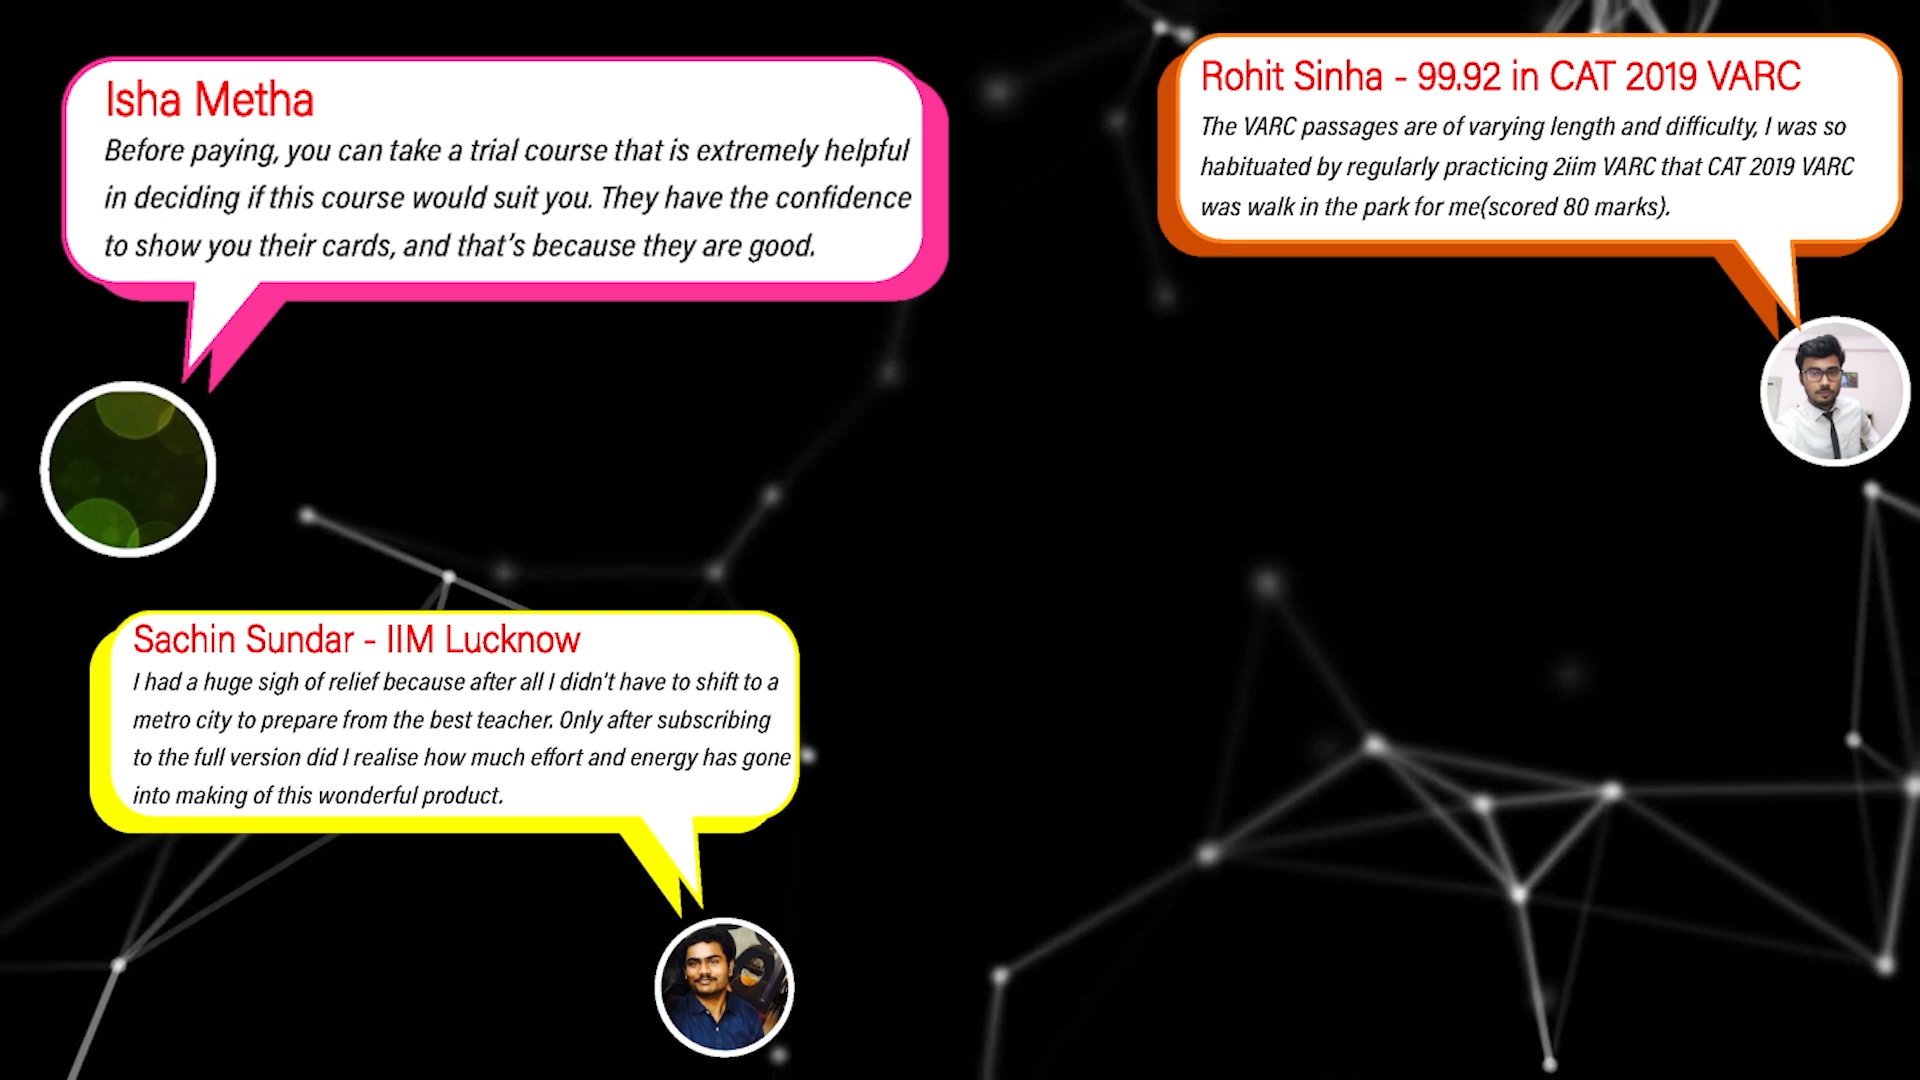 Isha Metha
Before paying, you can take a trial course that is extremely helpful
in deciding if this course would suit you. They have the confidence
to show you their cards, and that's because they are good.
Rohit Sinha - 99.92 in CAT 2019 VARC
The VARC passages are of varying length and difficulty, I was so
habituated by regularly practicing 2iim VARC that CAT 2019 VARC
was walk in the park for me(scored 80 marks).
Sachin Sundar - IIM Lucknow
I had a huge sigh of relief because after all I didn't have to shift to a
metro city to prepare from the best teacher. Only after subscribing
to the full version did I realise how much effort and energy has gone
into making of this wonderful product.